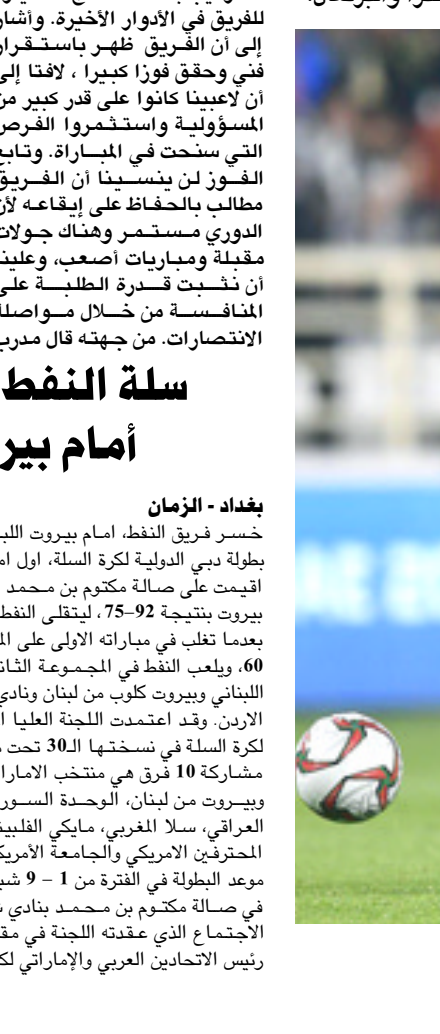 للفريق في الأدوار الأخيرة. وأشار
إلى أن الفريق ظهر باستقرار
فني وحقق فوزا كبيرا ، لافتا إلى
أن لاعبينا كانوا على قدر كبير من
المسؤولية واستثمروا الفرص
التي سنحت في المباراة. وتابع
الفوز لن ينسينا أن الفريق
مطالب بالحفاظ على إيقاعه لأن
الدوري مستمر وهناك جولات
مقبلة ومباريات أصعب، وعلينا
أن نثبت قدرة الطلبة على
المنافسة من خلال مواصلة
الانتصارات. من جهته قال مدرب
سلة النفط
أمام بير
بغداد - الزمان
خسر فريق النفط، امام بيروت اللب
بطولة دبي الدولية لكرة السلة، اول ام
اقيمت على صالة مكتوم بن محمد
بيروت بنتيجة 92-75، ليتقلى النفط
بعدما تغلب في مباراته الاولى على الم
60، ويلعب النفط في المجموعة الثان
اللبناني وبيروت كلوب من لبنان ونادي
الاردن. وقد اعتمدت اللجنة العليا ا
لكرة السلة في نسختها الـ30 تحت
مشاركة 10 فرق هي منتخب الامارا
وبيروت من لبنان، الوحدة السور
العراقي، سلا المغربي، مايكي الفلبين
المحترفين الامريكي والجامعة الأمريك
موعد البطولة في الفترة من 1 - 9 شب
في صالة مكتوم بن محمد بنادي ش
الاجتماع الذي عقدته اللجنة في مق
رئيس الاتحادين العربي والإماراتي لك